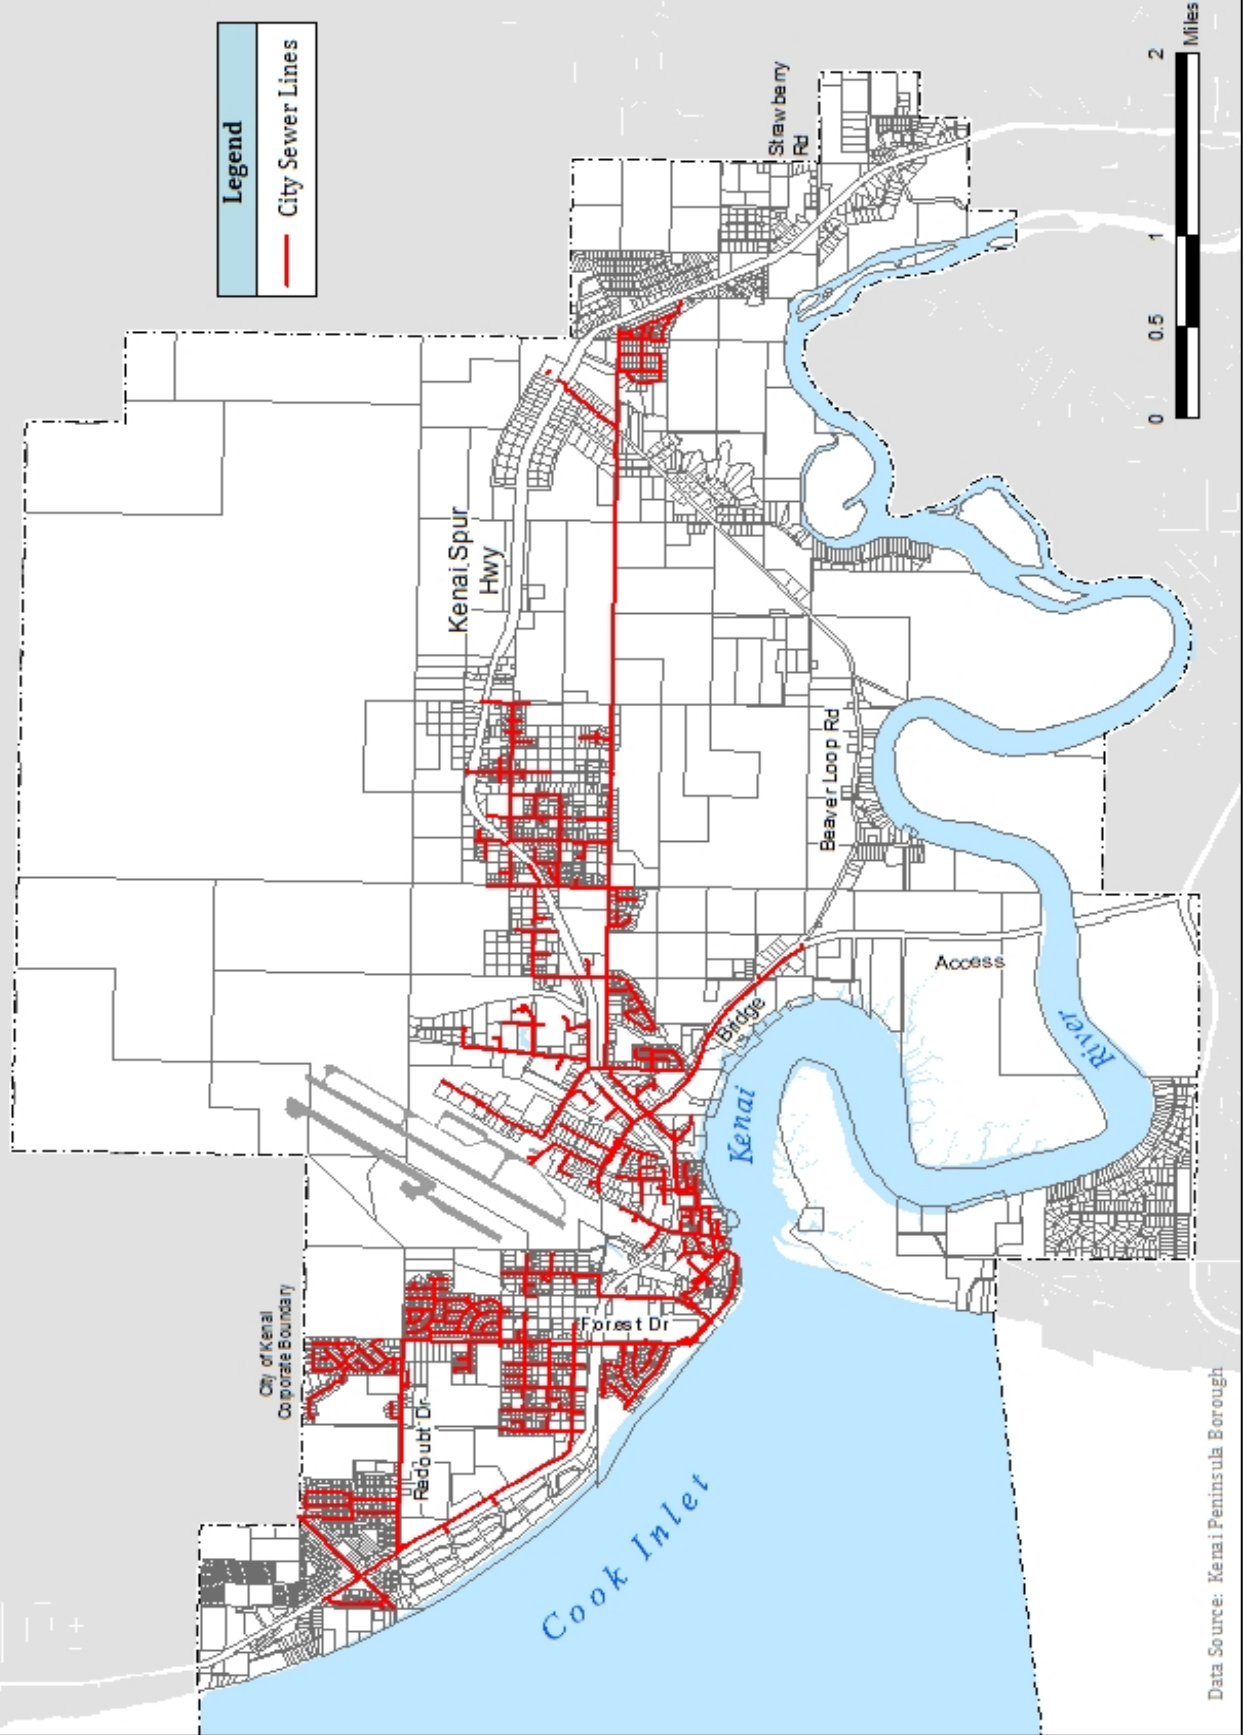 Legend
City Sewer Lines
City of Kenai
Corporate Boundary
Strawberry
Rd
Kenai Spur
Hwy
Redoubt Dr
Forest Dr
Beaver Loop Rd
Bridge
Access
Kenai
River
Cook Inlet
0
0.5
1
2
Miles
Data Source: Kenai Peninsula Borough